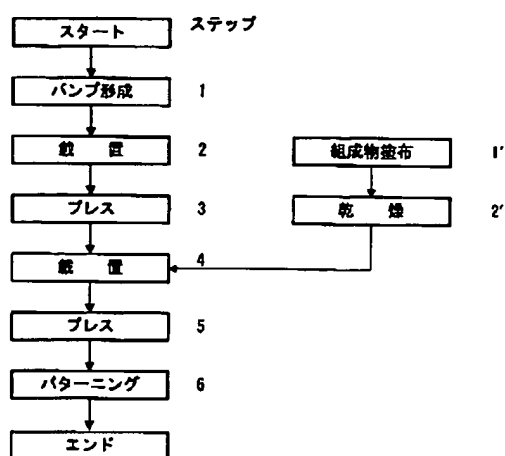 スタート ステップ
バンプ形成 1
載 置 2
組成物塗布 1'
プレス 3
乾 燥 2'
載 置 4
プレス 5
パターニング 6
エンド